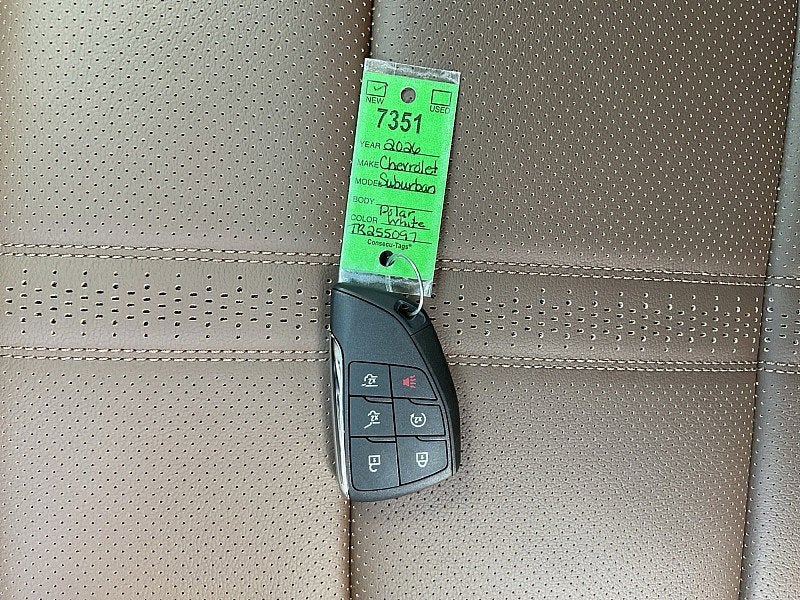 NEW USED
7351
YEAR 2026
MAKE Chevrolet
MODEL Suburban
BODY
COLOR Polar White
TR255097
Consecu-Tags®